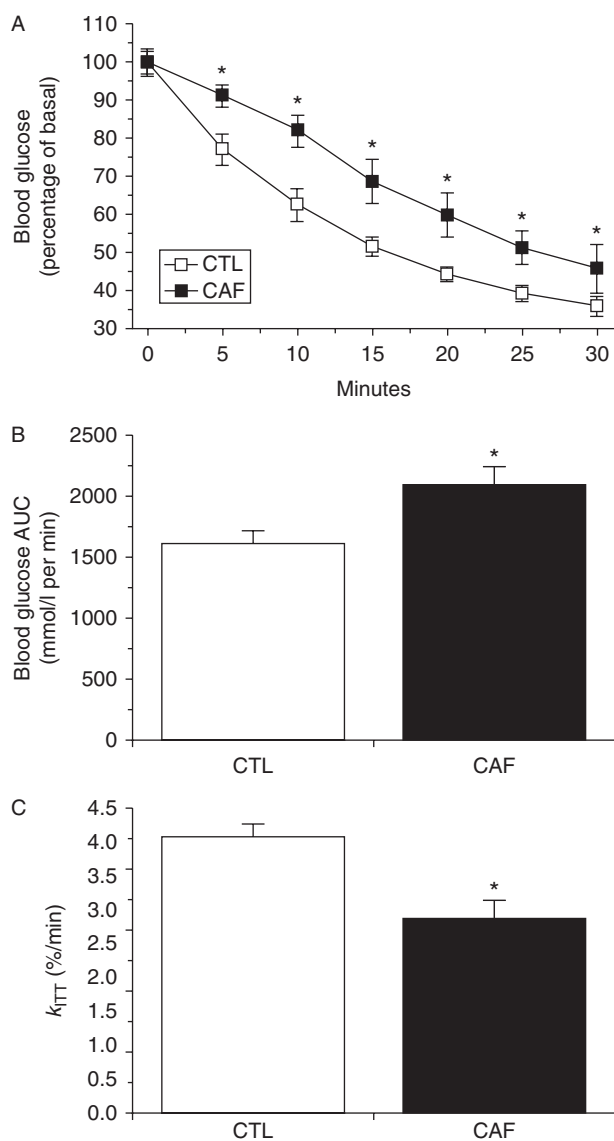 A
Blood glucose
(percentage of basal)
110
100
90
80
70
60
50
40
30
* * * * * *
CTL
CAF
0 5 10 15 20 25 30
Minutes
B
Blood glucose AUC
(mmol/l per min)
2500
2000
1500
1000
500
0
*
CTL CAF
C
k_ITT (%/min)
4.5
4.0
3.5
3.0
2.5
2.0
1.5
1.0
0.5
0.0
*
CTL CAF